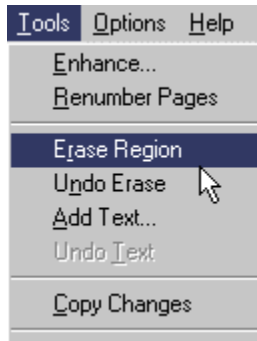 Tools Options Help
Enhance...
Renumber Pages
Erase Region
Undo Erase
Add Text...
Undo Text
Copy Changes